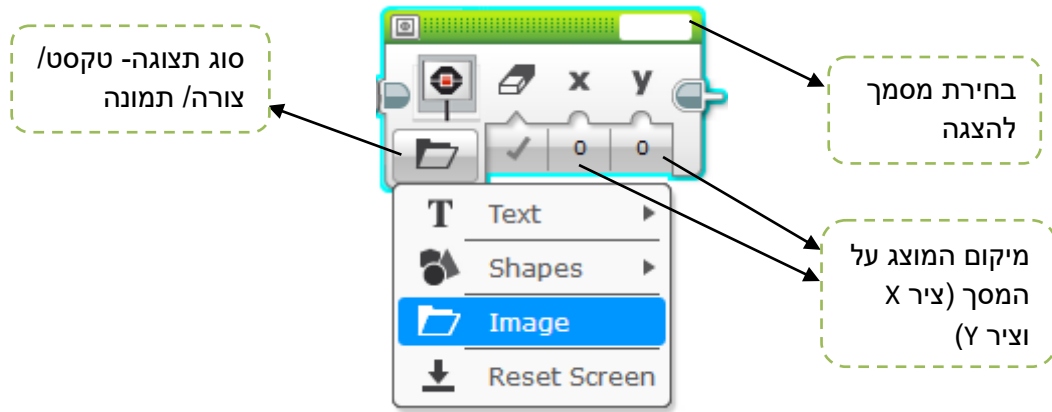 סוג תצוגה- טקסט/
צורה/ תמונה
x y
0 0
Text
Shapes
Image
Reset Screen
בחירת מסמך
להצגה
מיקום המוצג על
המסך (ציר X
וציר Y)